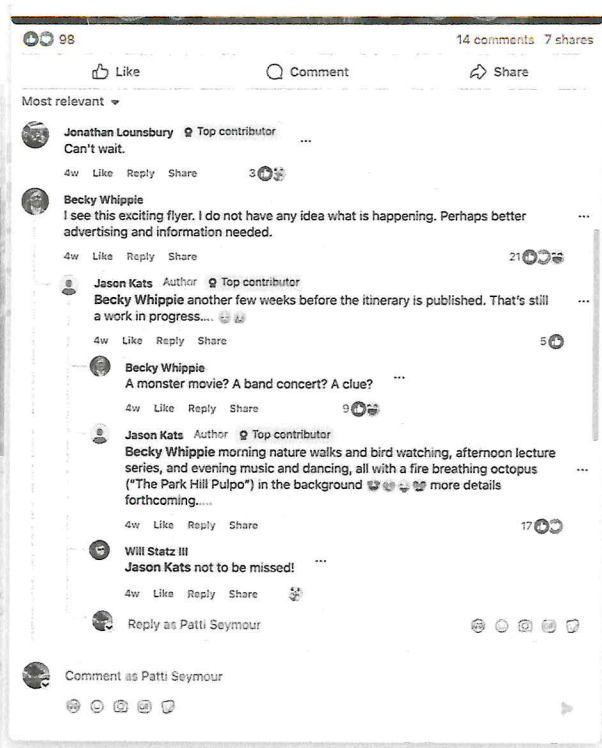 98
14 comments 7 shares
Like
Comment
Share
Most relevant
Jonathan Lounsbury Top contributor
Can't wait.
4w Like Reply Share 3
Becky Whippie
I see this exciting flyer. I do not have any idea what is happening. Perhaps better
advertising and information needed.
4w Like Reply Share 21
Jason Kats Author Top contributor
Becky Whippie another few weeks before the itinerary is published. That's still
a work in progress....
4w Like Reply Share 5
Becky Whippie
A monster movie? A band concert? A clue?
4w Like Reply Share 9
Jason Kats Author Top contributor
Becky Whippie morning nature walks and bird watching, afternoon lecture
series, and evening music and dancing, all with a fire breathing octopus
("The Park Hill Pulpo") in the background more details
forthcoming.....
4w Like Reply Share 17
Will Statz III
Jason Kats not to be missed!
4w Like Reply Share
Reply as Patti Seymour
Comment as Patti Seymour